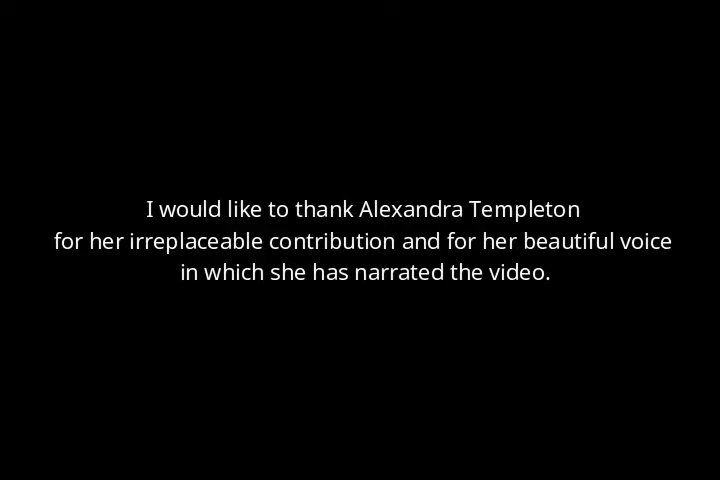 I would like to thank Alexandra Templeton
for her irreplaceable contribution and for her beautiful voice
in which she has narrated the video.